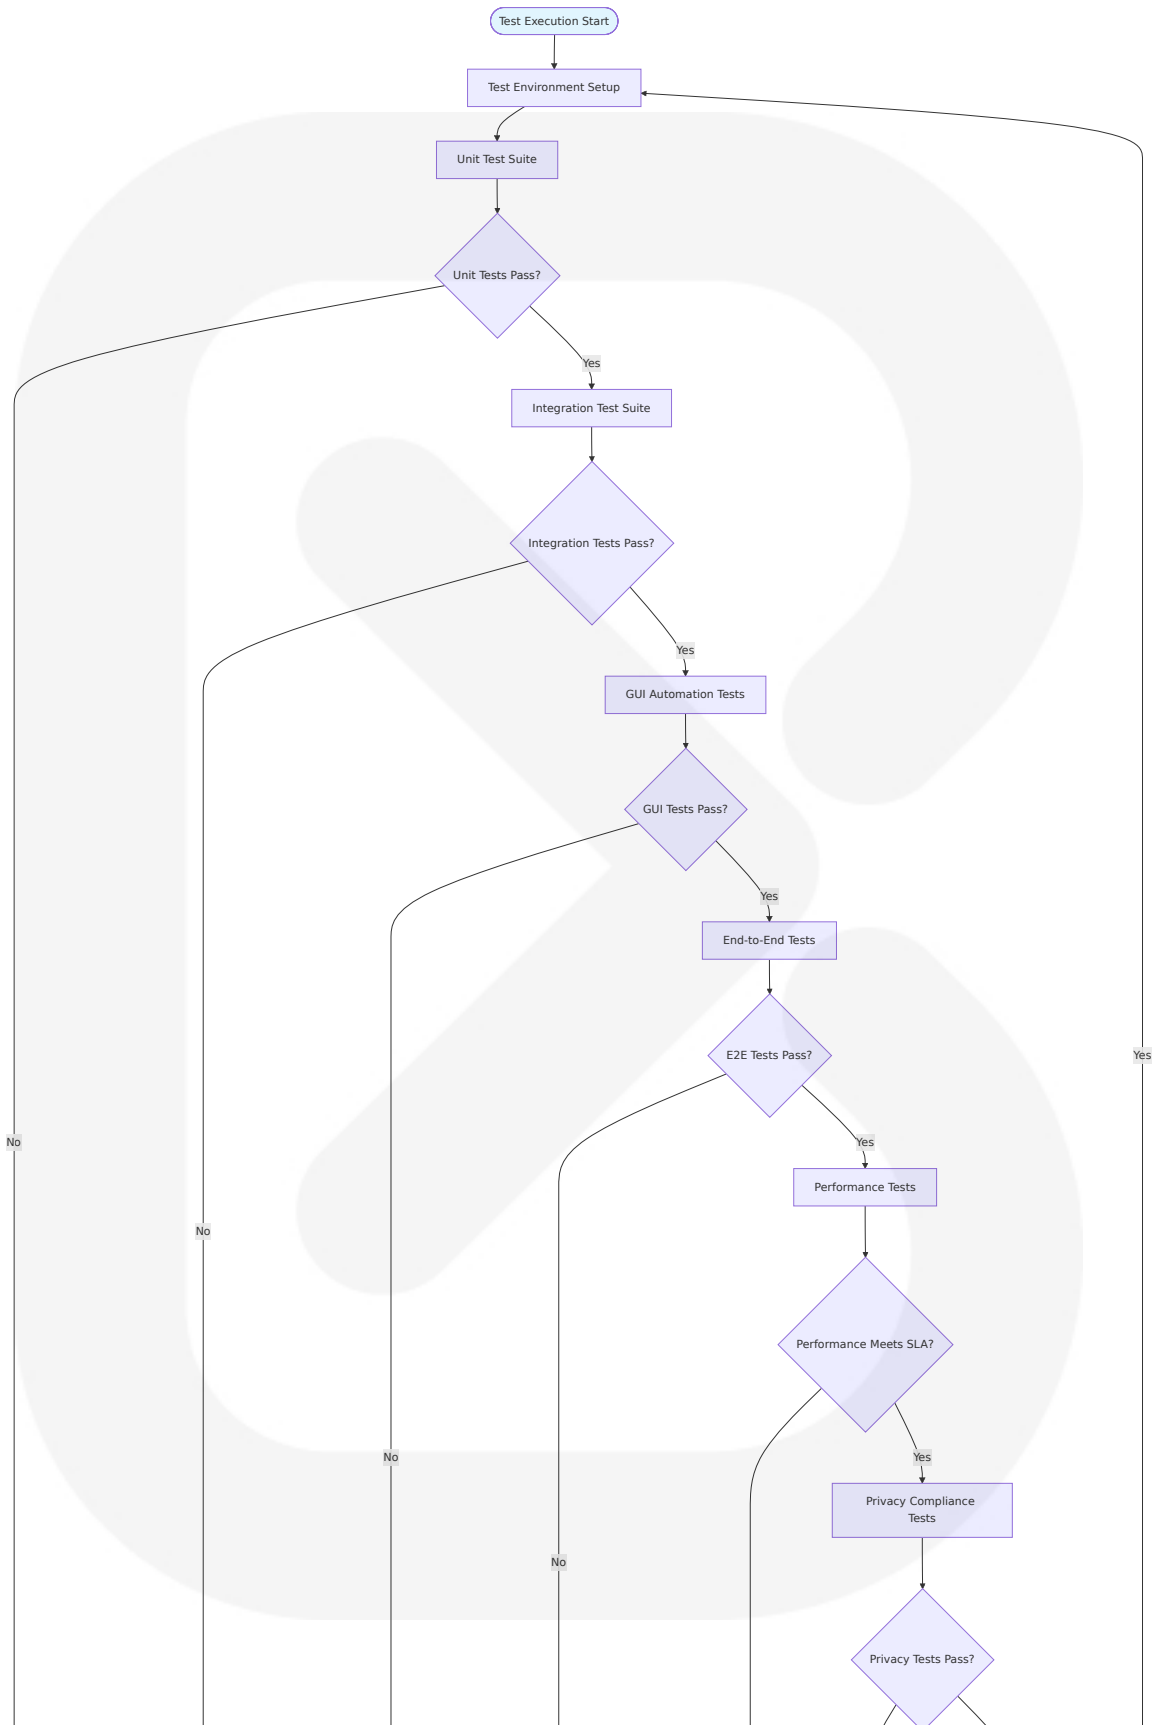 Test Execution Start
Test Environment Setup
Unit Test Suite
Unit Tests Pass?
Yes
Integration Test Suite
Integration Tests Pass?
Yes
GUI Automation Tests
GUI Tests Pass?
Yes
End-to-End Tests
E2E Tests Pass?
Yes
Yes
No
Performance Tests
No
Performance Meets SLA?
No
Yes
Privacy Compliance
Tests
No
Privacy Tests Pass?